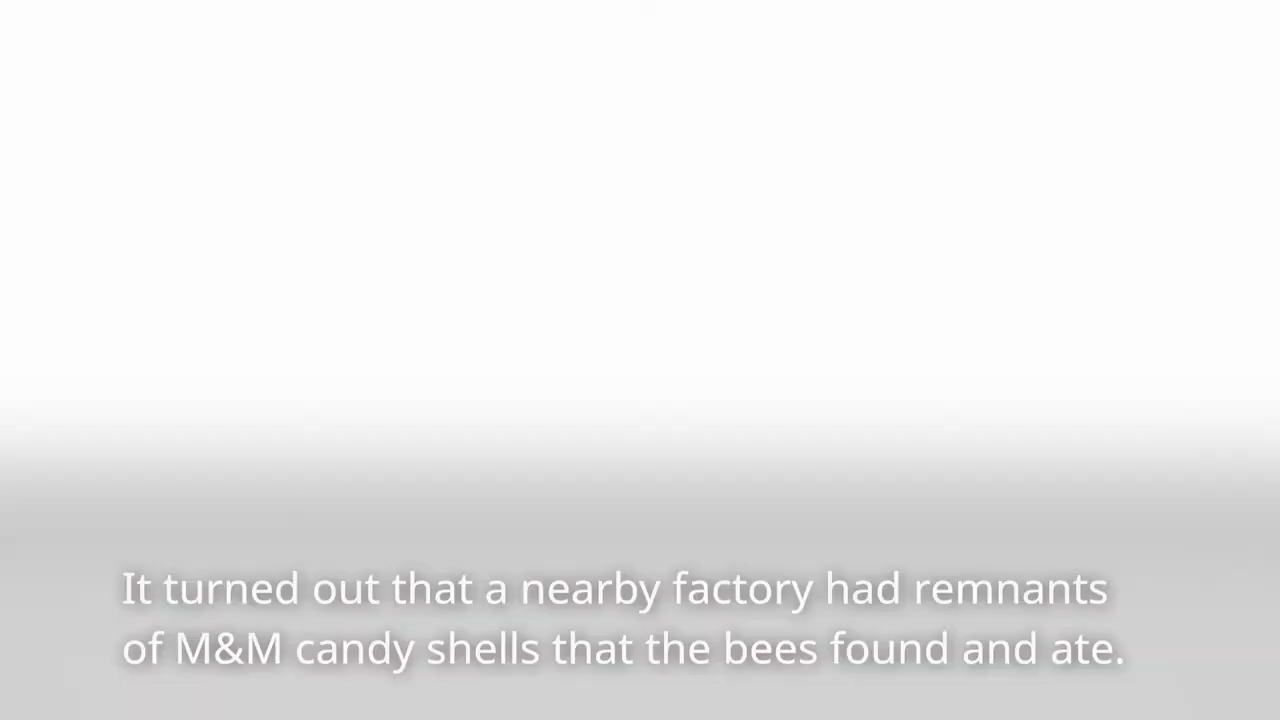 It turned out that a nearby factory had remnants
of M&M candy shells that the bees found and ate.